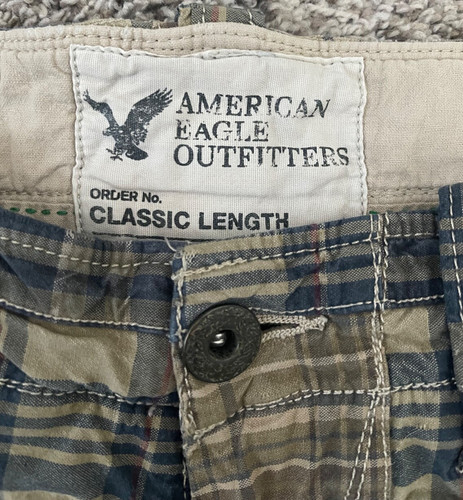 AMERICAN
EAGLE
OUTFITTERS
ORDER No.
CLASSIC LENGTH